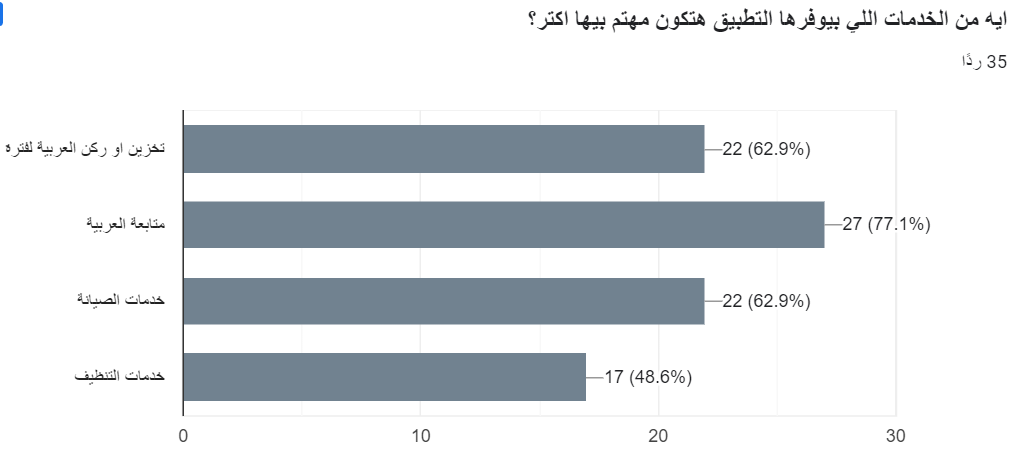 ايه من الخدمات اللي بيوفرها التطبيق هتكون مهتم بيها اكتر؟
35 ردًا
تخزين او ركن العربية لفترة
22 (62.9%)
متابعة العربية
27 (77.1%)
خدمات الصيانة
22 (62.9%)
خدمات التنظيف
17 (48.6%)
0 10 20 30